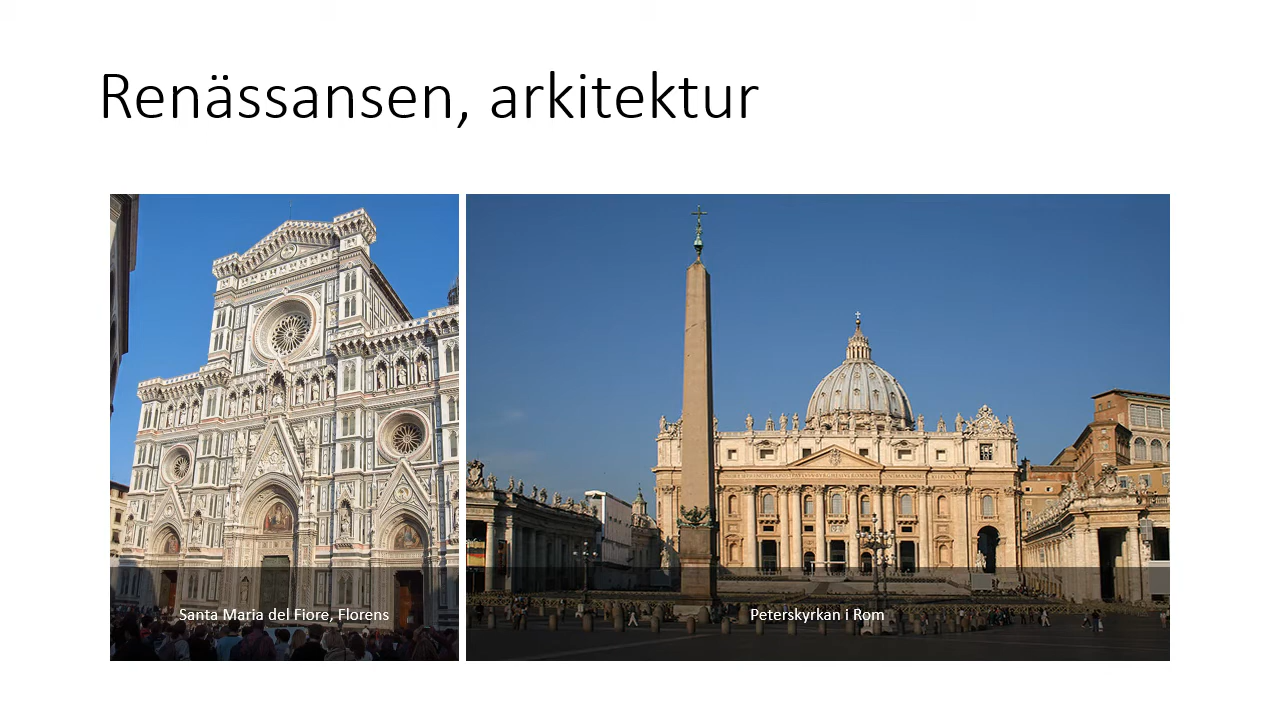 Renässansen, arkitektur
Santa Maria del Fiore, Florens
Peterskyrkan i Rom